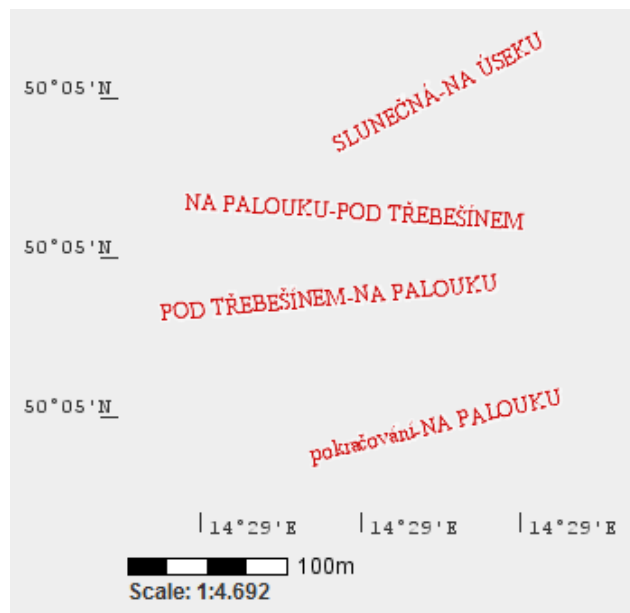 50°05'N
SLUNEČNÁ-NA ÚSEKU
NA PALOUKU-POD TŘEBEŠÍNEM
50°05'N
POD TŘEBEŠÍNEM-NA PALOUKU
50°05'N
pokračování-NA PALOUKU
14°29'E 14°29'E 14°29'E
100m
Scale: 1:4.692